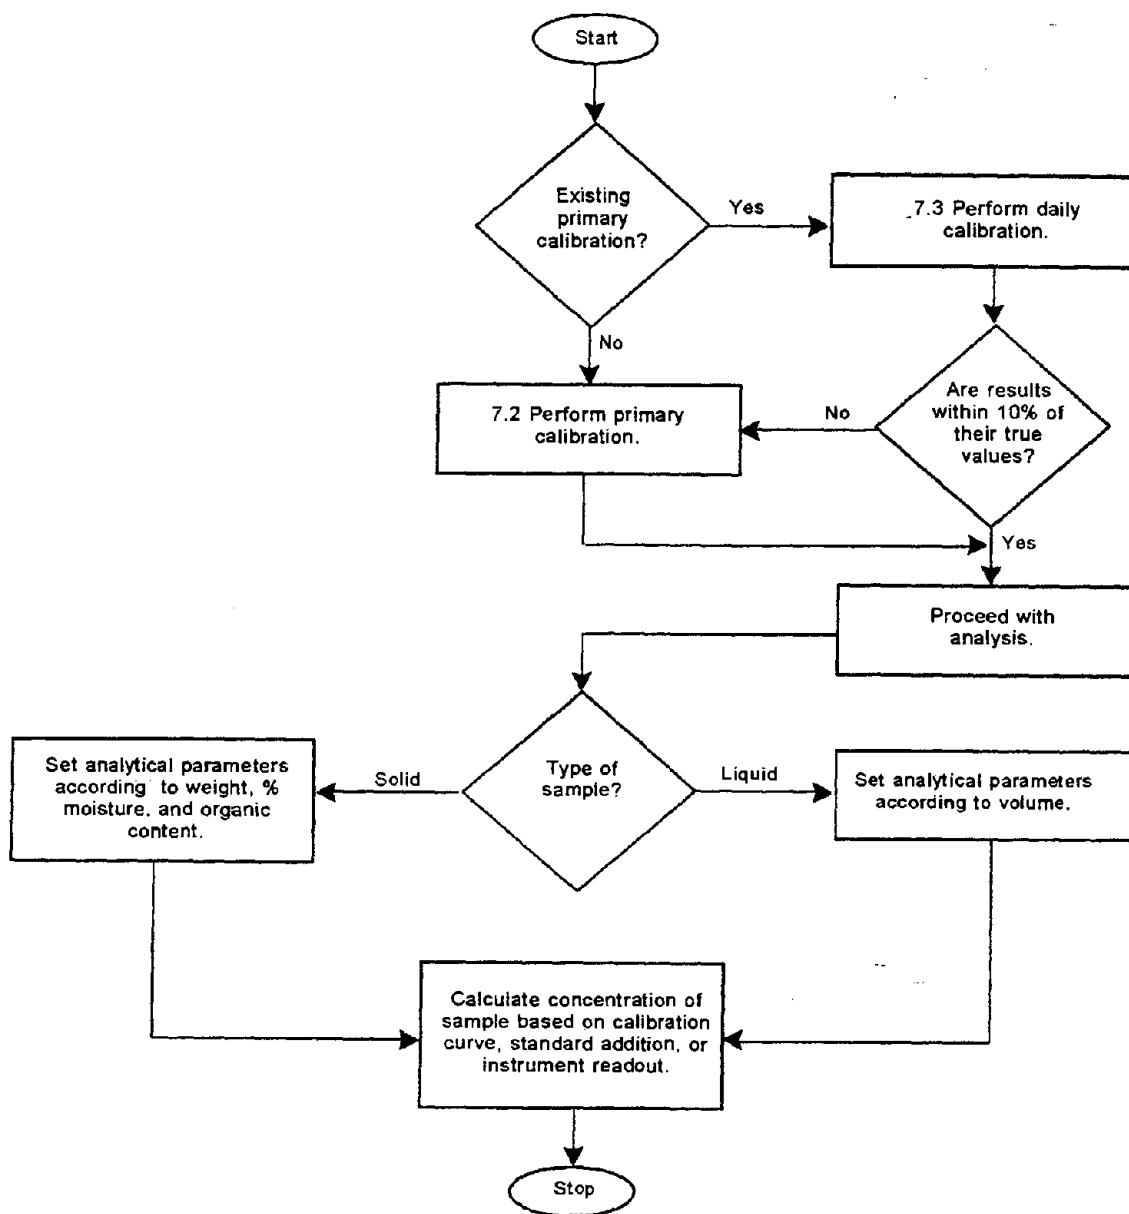 Start
Existing
primary
calibration?
Yes
7.3 Perform daily
calibration.
No
7.2 Perform primary
calibration.
No
Are results
within 10% of
their true
values?
Yes
Proceed with
analysis.
Set analytical parameters
according to weight, %
moisture, and organic
content.
Solid
Type of
sample?
Liquid
Set analytical parameters
according to volume.
Calculate concentration of
sample based on calibration
curve, standard addition, or
instrument readout.
Stop